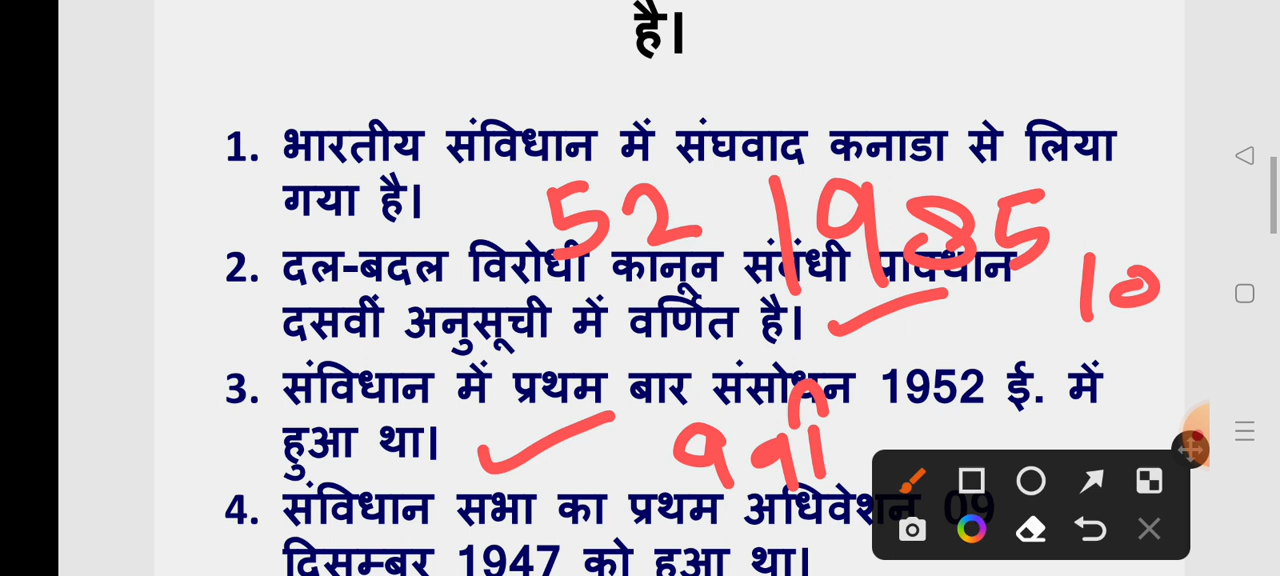 है।
1. भारतीय संविधान में संघवाद कनाडा से लिया
गया है।
52 1985
2. दल-बदल विरोधी कानून संबंधी प्रावधान
10
दसवीं अनुसूची में वर्णित है।
3. संविधान में प्रथम बार संसोधन 1952 ई. में
हुआ था।
9वीं
4. संविधान सभा का प्रथम अधिवेशन 09
दिसम्बर 1947 को हुआ था।